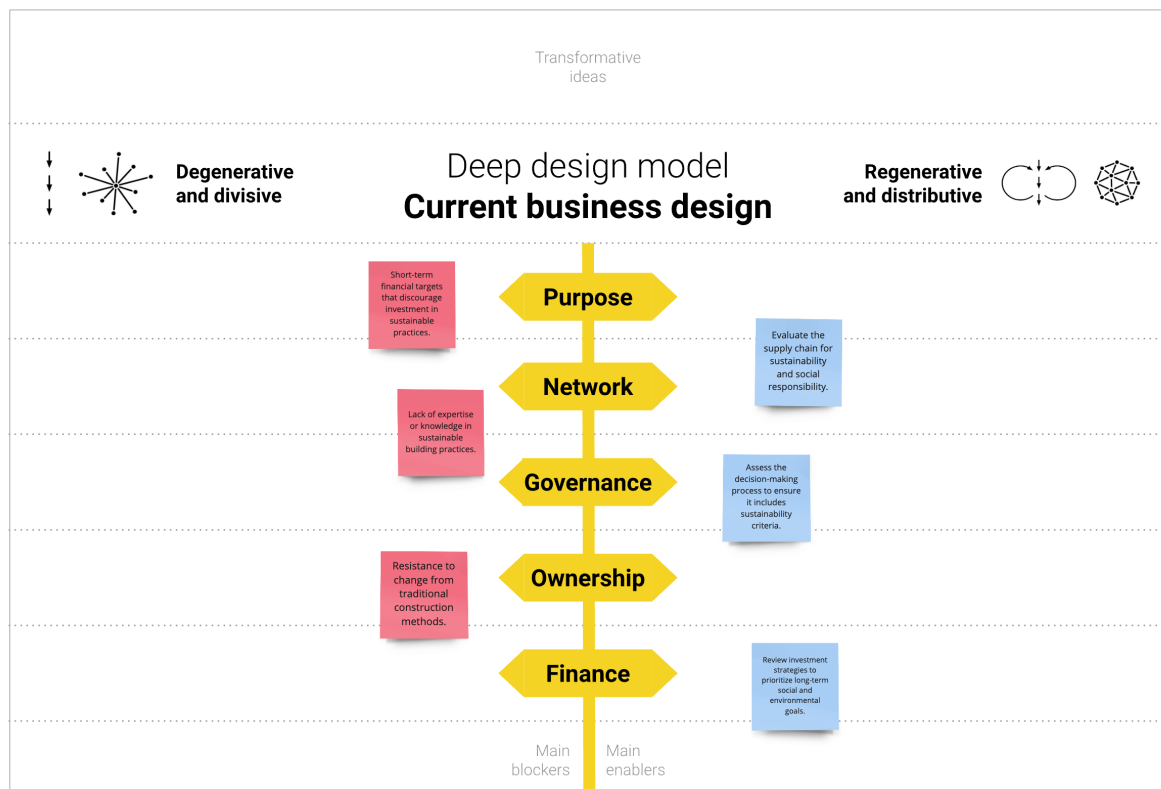 Transformative
ideas
Degenerative
and divisive
Deep design model
Current business design
Regenerative
and distributive
Short-term
financial targets
that discourage
investment in
sustainable
practices.
Purpose
Evaluate the
supply chain for
sustainability
and social
responsibility.
Network
Lack of expertise
or knowledge in
sustainable
building practices.
Governance
Assess the
decision-making
process to ensure
it includes
sustainability
criteria.
Resistance to
change from
traditional
construction
methods.
Ownership
Finance
Review investment
strategies to
prioritize long-term
social and
environmental
goals.
Main
blockers
Main
enablers